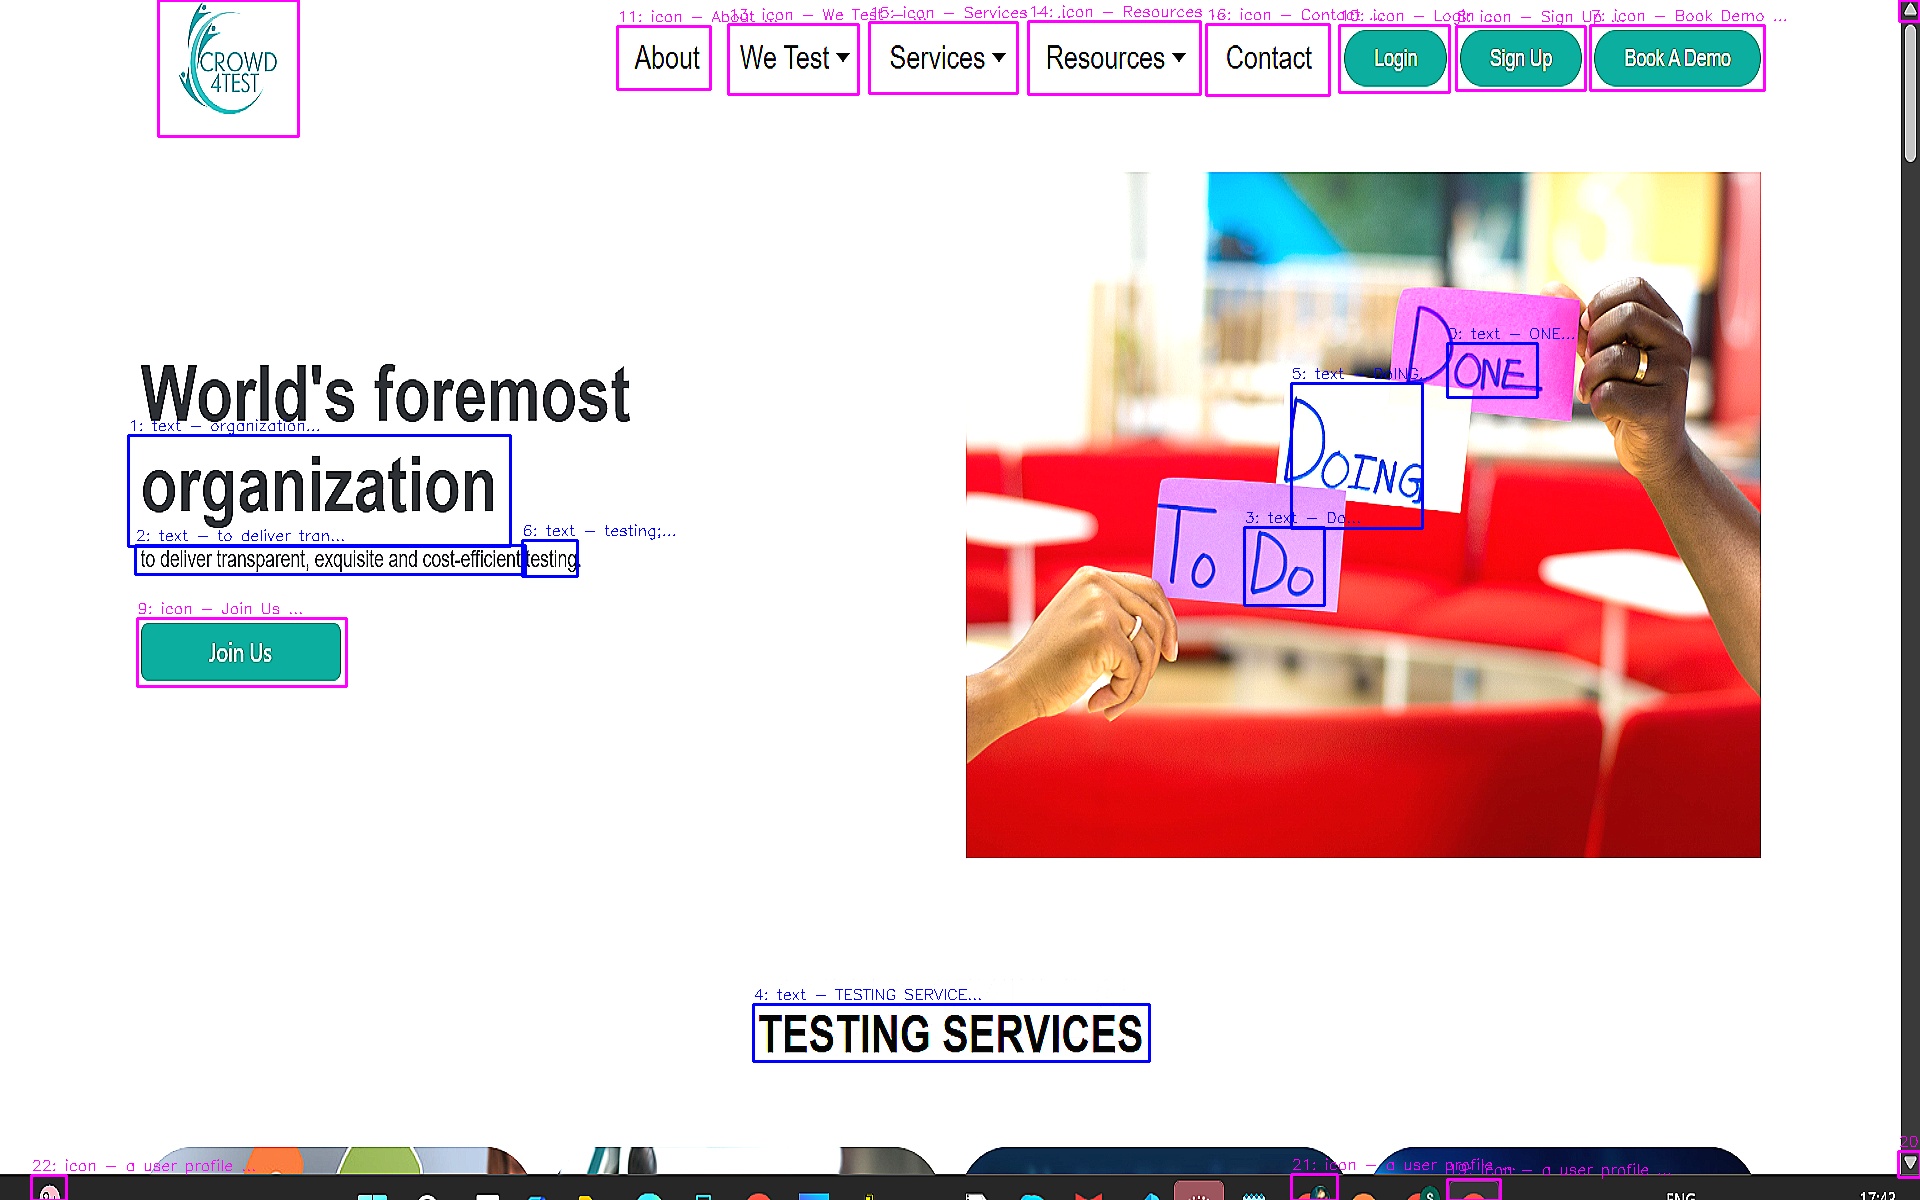 CROWD
4TEST
11: icon – About ...
13: icon – We Test
15: icon – Services
14: icon – Resources
16: icon – Contact
10: icon – Login
8: icon – Sign Up
7: icon – Book Demo ...
About
We Test
Services
Resources
Contact
Login
Sign Up
Book A Demo
World's foremost
1: text – organization...
organization
2: text – to deliver tran...
6: text – testing;...
to deliver transparent, exquisite and cost-efficient testing.
9: icon – Join Us ...
Join Us
0: text – ONE...
DONE
5: text – DoING
DOING
3: text – Do...
To Do
4: text – TESTING SERVICE...
TESTING SERVICES
22: icon – a user profile ...
21: icon – a user profile
icon – a user profile ...
20
ENG
17:43